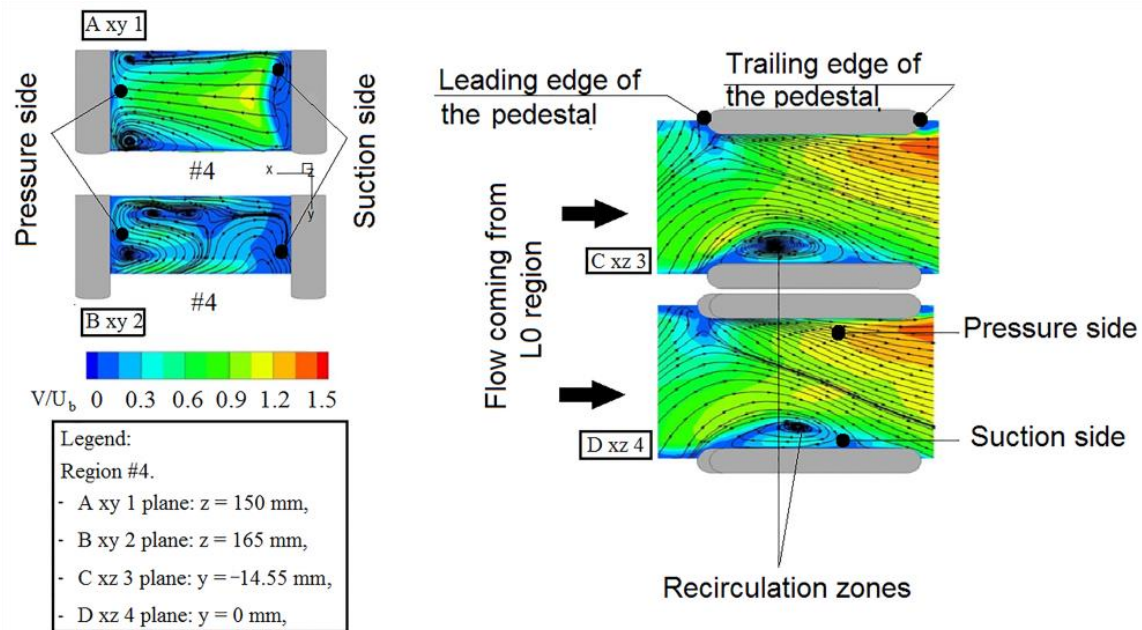 A xy 1
Pressure side
Suction side
#4
x
z
y
#4
B xy 2
V/Ub 0 0.3 0.6 0.9 1.2 1.5
Legend:
Region #4.
- A xy 1 plane: z = 150 mm,
- B xy 2 plane: z = 165 mm,
- C xz 3 plane: y = −14.55 mm,
- D xz 4 plane: y = 0 mm,
Leading edge of
the pedestal
Trailing edge of
the pedestal
Flow coming from
L0 region
C xz 3
D xz 4
Pressure side
Suction side
Recirculation zones